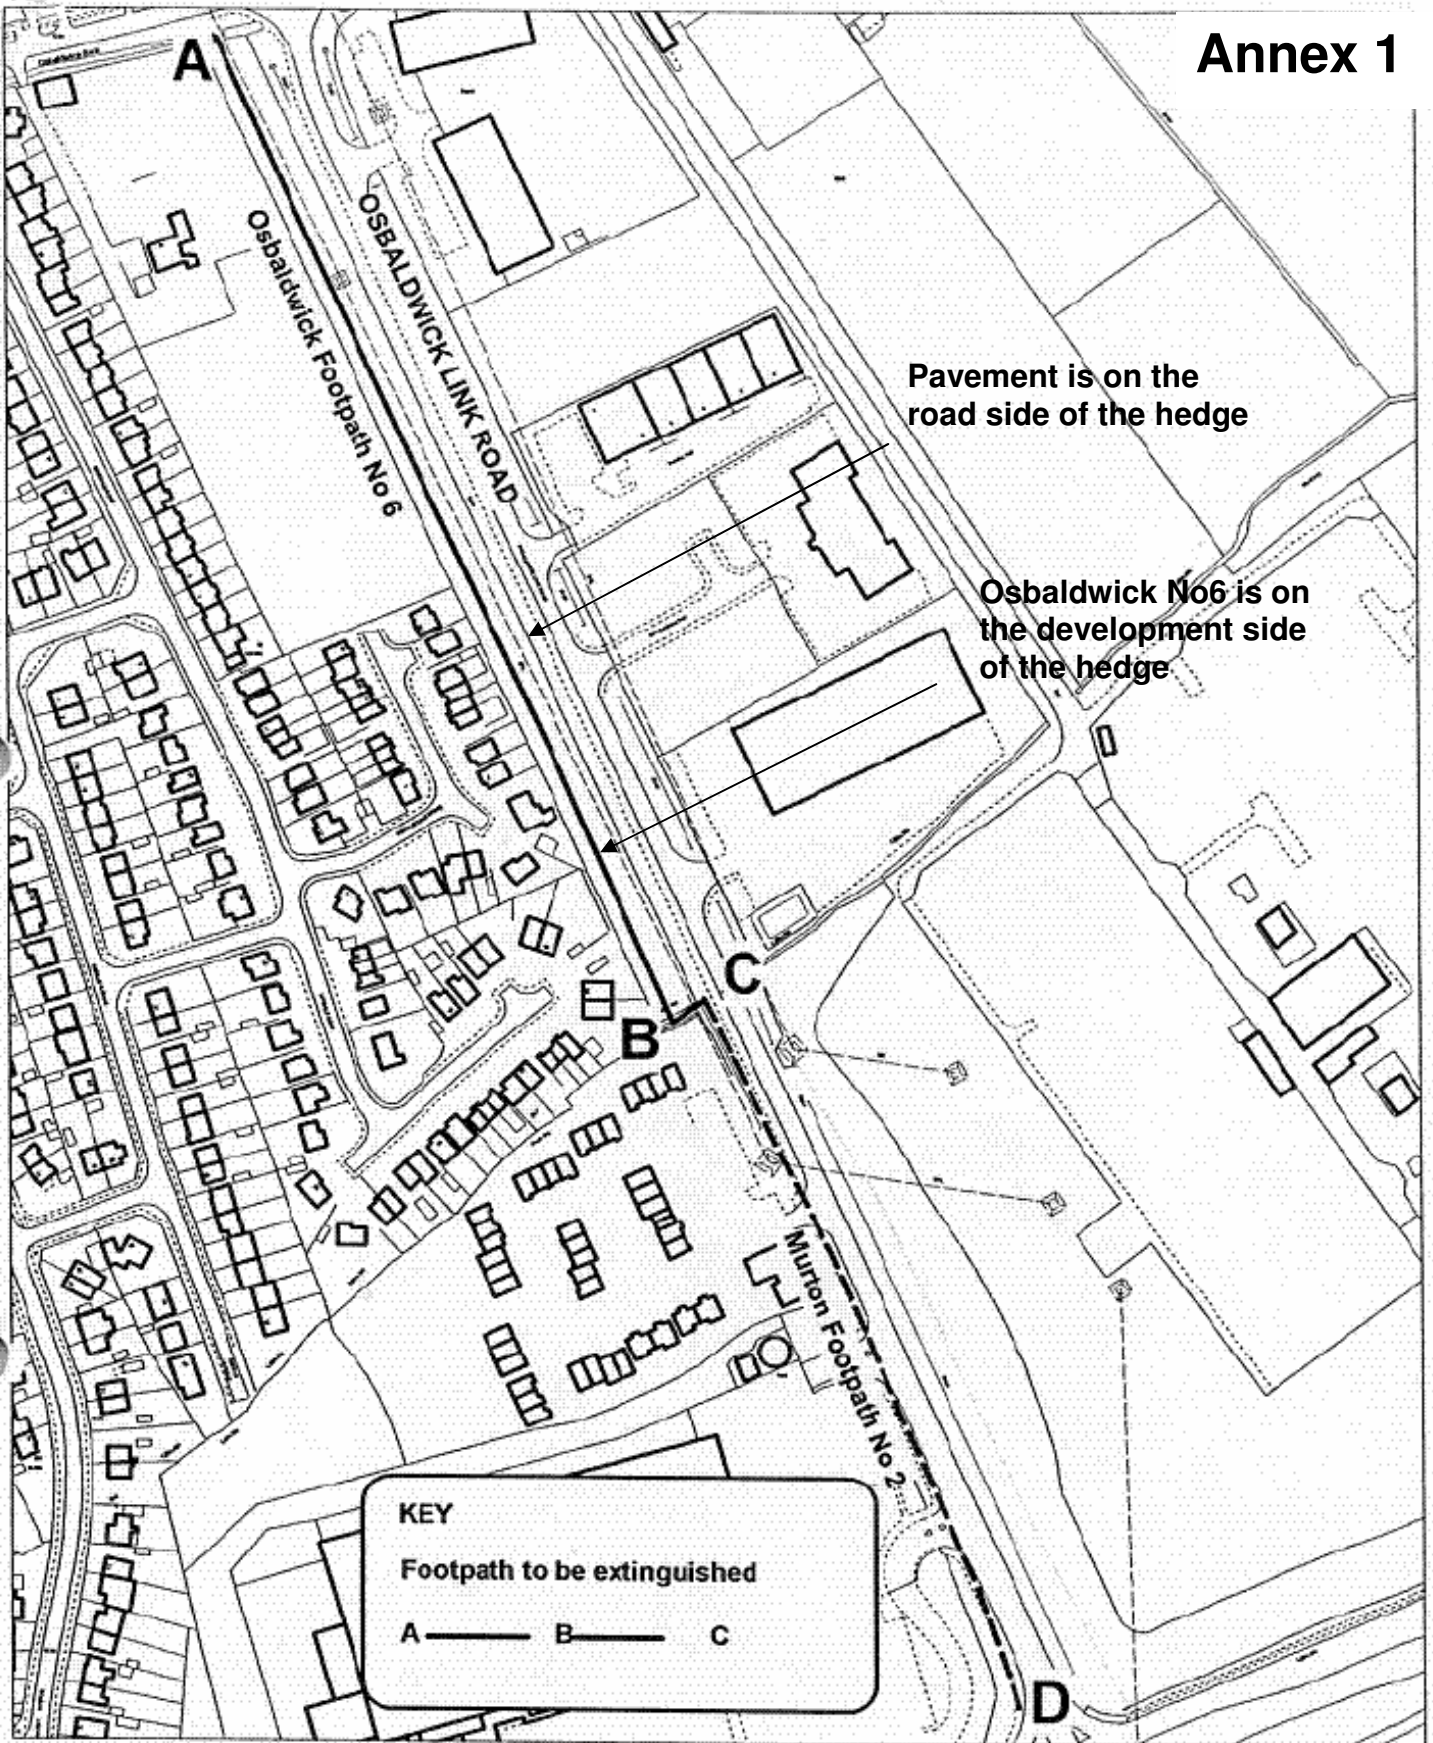 Annex 1
A
Osbaldwick Footpath No 6
OSBALDWICK LINK ROAD
Pavement is on the
road side of the hedge
Osbaldwick No6 is on
the development side
of the hedge
C
B
Murton Footpath No 2
KEY
Footpath to be extinguished
A B C
D